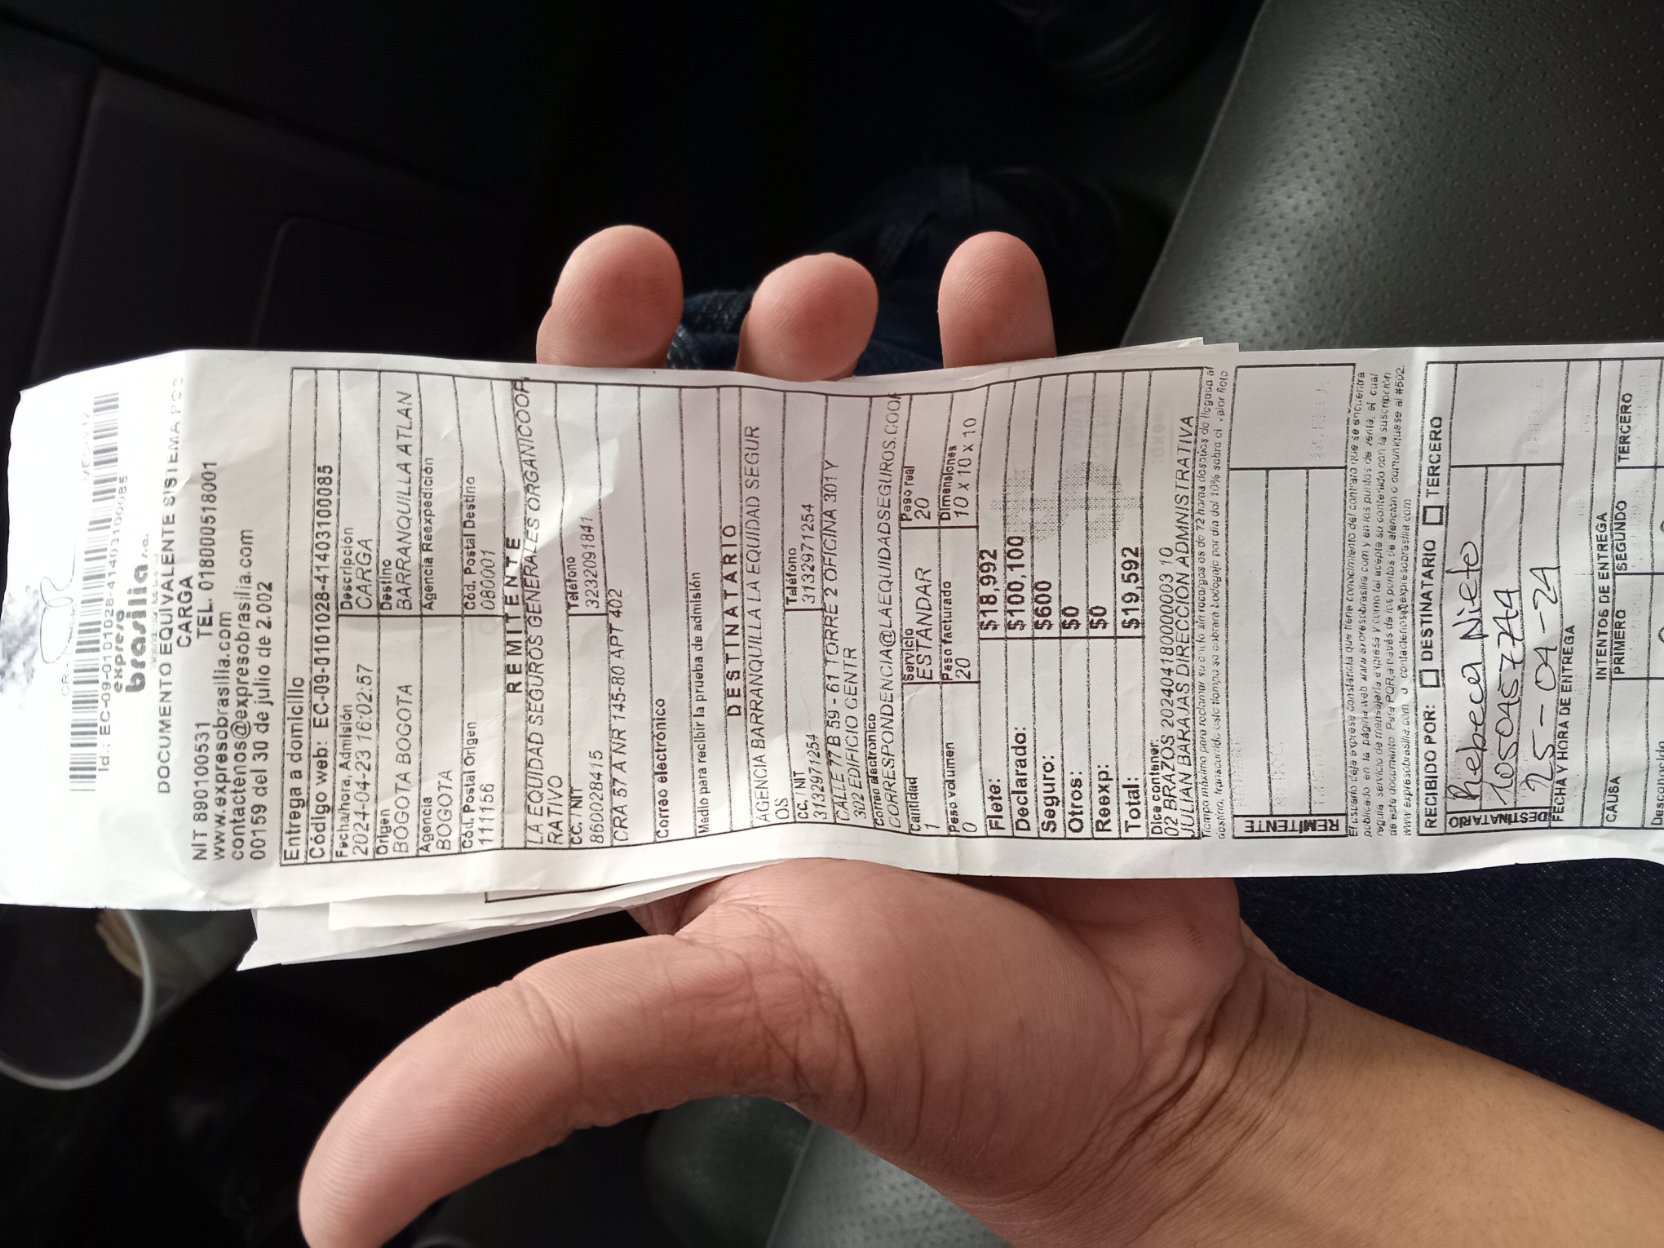 Id.: EC-09-0101028-41403100085
expreso
brasilia s.a.
DOCUMENTO EQUIVALENTE SISTEMA POS
CARGA
NIT 890100531 TEL. 018000518001
www.expresobrasilia.com
contactenos@expresobrasilia.com
00159 del 30 de julio de 2.002
Entrega a domicilio
Código web: EC-09-0101028-41403100085
Fecha/hora, Admisión Descripción
2024-04-23 16:02:57 CARGA
Origen Destino
BOGOTA BOGOTA BARRANQUILLA ATLAN
Agencia Agencia Reexpedición
BOGOTA
Cód. Postal Origen Cód. Postal Destino
111156 080001
REMITENTE
LA EQUIDAD SEGUROS GENERALES ORGANICOOPE
RATIVO
CC. / NIT Teléfono
860028415 3232091841
CRA 57 A NR 145-80 APT 402
Correo electrónico
Medio para recibir la prueba de admisión
DESTINATARIO
AGENCIA BARRANQUILLA LA EQUIDAD SEGUR
OS
CC. / NIT Teléfono
3132971254 3132971254
CALLE 77B 59 - 61 TORRE 2 OFICINA 301 Y
302 EDIFICIO CENTR
Correo electrónico
CORRESPONDENCIA@LAEQUIDADSEGUROS.COOP
Cantidad Servicio Peso real
1 ESTANDAR 20
Peso volumen Peso facturado Dimensiones
0 20 10 x 10 x 10
Flete: $18,992
Declarado: $100,100
Seguro: $600
Otros: $0
Reexp: $0
Total: $19,592
Dice contener:
02 BRAZOS 20240418000003 10
JULIAN BARAJAS DIRECCION ADMNISTRATIVA
REMITENTE
RECIBIDO POR: DESTINATARIO TERCERO
DESTINATARIO
Rebeca Nieto
25-04-24
FECHA Y HORA DE ENTREGA
INTENTOS DE ENTREGA
CAUSA PRIMERO SEGUNDO TERCERO